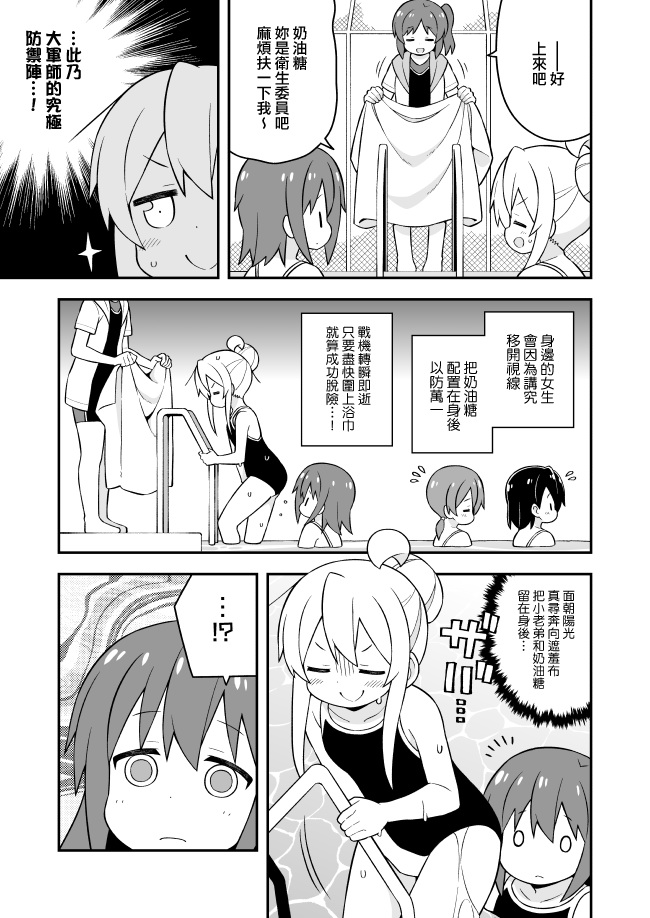 ——好
上來吧
奶油糖
妳是衛生委員吧
麻煩扶一下我～
…此乃
大軍師的究極
防禦陣…！
身邊的女生
會因為講究
移開視線
把奶油糖
配置在身後
以防萬一
戰機轉瞬即逝
只要盡快圍上浴巾
就算成功脫險…！
面朝陽光
真尋奔向遮羞布
把小老弟和奶油糖
留在身後…
ザザ…
…!?